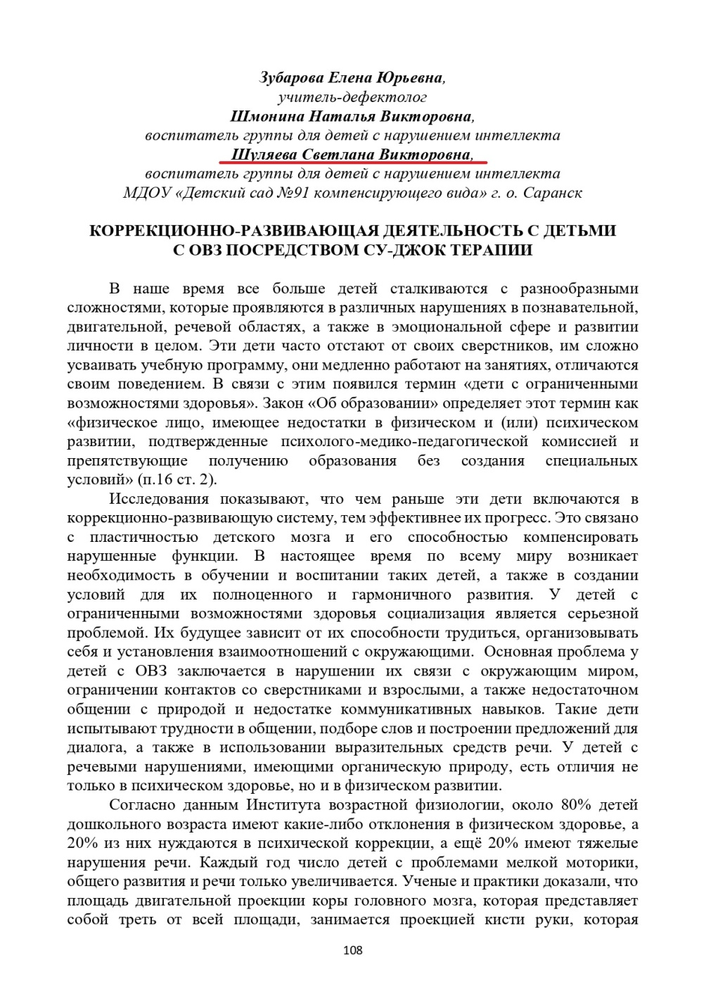 Зубарова Елена Юрьевна,
учитель-дефектолог
Шмонина Наталья Викторовна,
воспитатель группы для детей с нарушением интеллекта
Шуляева Светлана Викторовна,
воспитатель группы для детей с нарушением интеллекта
МДОУ «Детский сад №91 компенсирующего вида» г. о. Саранск
КОРРЕКЦИОННО-РАЗВИВАЮЩАЯ ДЕЯТЕЛЬНОСТЬ С ДЕТЬМИ
С ОВЗ ПОСРЕДСТВОМ СУ-ДЖОК ТЕРАПИИ
В наше время все больше детей сталкиваются с разнообразными
сложностями, которые проявляются в различных нарушениях в познавательной,
двигательной, речевой областях, а также в эмоциональной сфере и развитии
личности в целом. Эти дети часто отстают от своих сверстников, им сложно
усваивать учебную программу, они медленно работают на занятиях, отличаются
своим поведением. В связи с этим появился термин «дети с ограниченными
возможностями здоровья». Закон «Об образовании» определяет этот термин как
«физическое лицо, имеющее недостатки в физическом и (или) психическом
развитии, подтвержденные психолого-медико-педагогической комиссией и
препятствующие получению образования без создания специальных
условий» (п.16 ст. 2).
Исследования показывают, что чем раньше эти дети включаются в
коррекционно-развивающую систему, тем эффективнее их прогресс. Это связано
с пластичностью детского мозга и его способностью компенсировать
нарушенные функции. В настоящее время по всему миру возникает
необходимость в обучении и воспитании таких детей, а также в создании
условий для их полноценного и гармоничного развития. У детей с
ограниченными возможностями здоровья социализация является серьезной
проблемой. Их будущее зависит от их способности трудиться, организовывать
себя и установления взаимоотношений с окружающими. Основная проблема у
детей с ОВЗ заключается в нарушении их связи с окружающим миром,
ограничении контактов со сверстниками и взрослыми, а также недостаточном
общении с природой и недостатке коммуникативных навыков. Такие дети
испытывают трудности в общении, подборе слов и построении предложений для
диалога, а также в использовании выразительных средств речи. У детей с
речевыми нарушениями, имеющими органическую природу, есть отличия не
только в психическом здоровье, но и в физическом развитии.
Согласно данным Института возрастной физиологии, около 80% детей
дошкольного возраста имеют какие-либо отклонения в физическом здоровье, а
20% из них нуждаются в психической коррекции, а ещё 20% имеют тяжелые
нарушения речи. Каждый год число детей с проблемами мелкой моторики,
общего развития и речи только увеличивается. Ученые и практики доказали, что
площадь двигательной проекции коры головного мозга, которая представляет
собой треть от всей площади, занимается проекцией кисти руки, которая
108